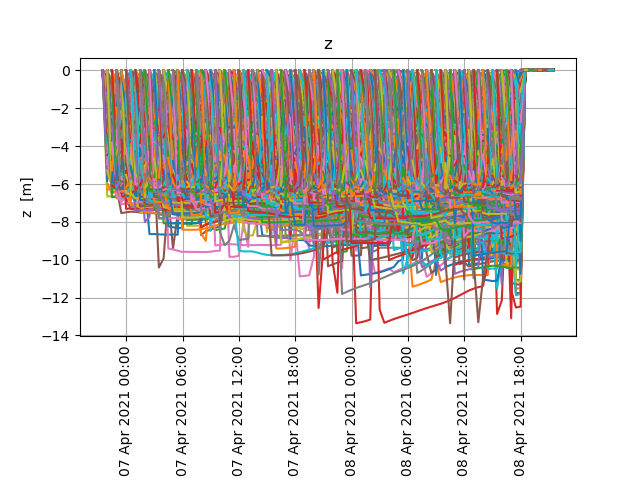 z
0
−2
−4
−6
−8
−10
−12
−14
z [m]
07 Apr 2021 00:00
07 Apr 2021 06:00
07 Apr 2021 12:00
07 Apr 2021 18:00
08 Apr 2021 00:00
08 Apr 2021 06:00
08 Apr 2021 12:00
08 Apr 2021 18:00